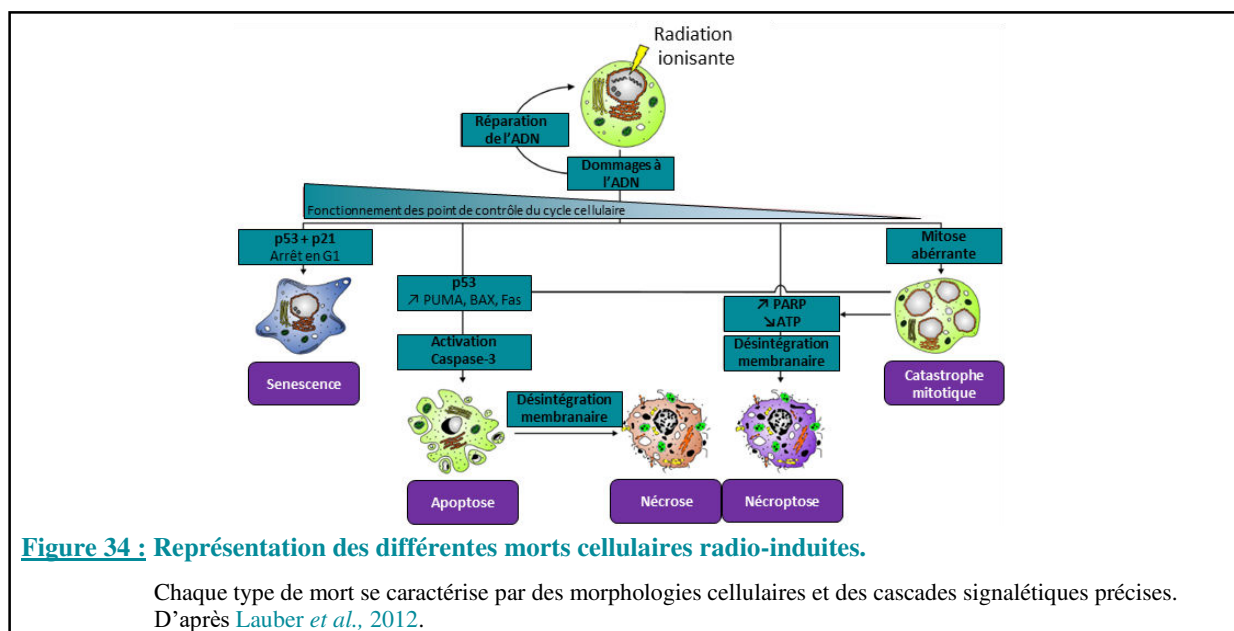 Radiation
ionisante
Réparation
de l'ADN
Dommages à
l'ADN
Fonctionnement des point de contrôle du cycle cellulaire
p53 + p21
Arrêt en G1
Mitose
abérrante
p53
↗ PUMA, BAX, Fas
↗ PARP
↘ATP
Activation
Caspase-3
Désintégration
membranaire
Senescence
Catastrophe
mitotique
Désintégration
membranaire
Apoptose
Nécrose
Nécroptose
Figure 34 : Représentation des différentes morts cellulaires radio-induites.
Chaque type de mort se caractérise par des morphologies cellulaires et des cascades signalétiques précises.
D'après Lauber et al., 2012.